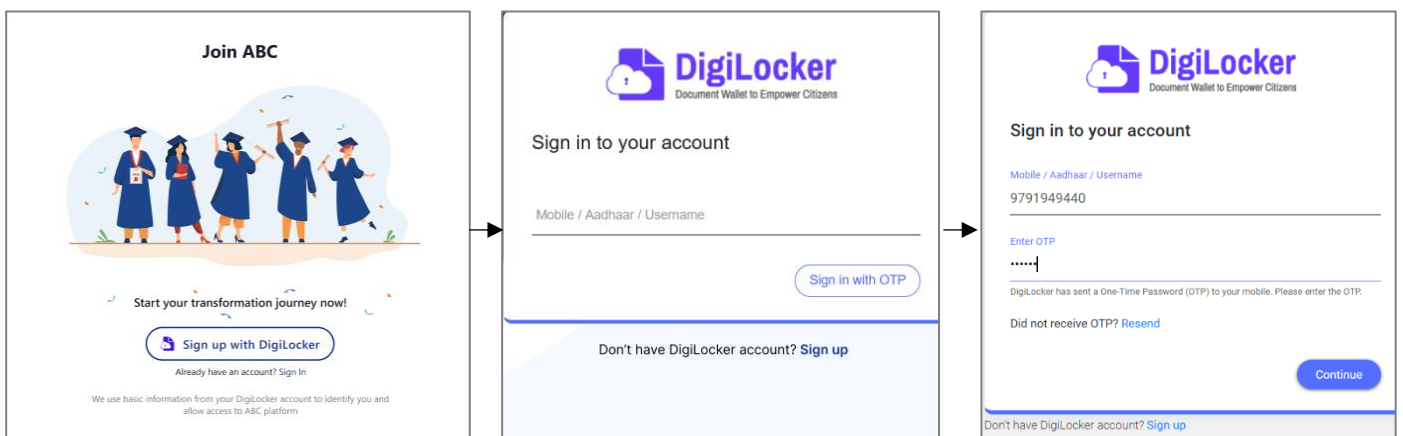 Join ABC
Start your transformation journey now!
Sign up with DigiLocker
Already have an account? Sign In
We use basic information from your DigiLocker account to identify you and
allow access to ABC platform
DigiLocker
Document Wallet to Empower Citizens
Sign in to your account
Mobile / Aadhaar / Username
Sign in with OTP
Don't have DigiLocker account? Sign up
DigiLocker
Document Wallet to Empower Citizens
Sign in to your account
Mobile / Aadhaar / Username
9791949440
Enter OTP
••••••
DigiLocker has sent a One-Time Password (OTP) to your mobile. Please enter the OTP.
Did not receive OTP? Resend
Continue
Don't have DigiLocker account? Sign up